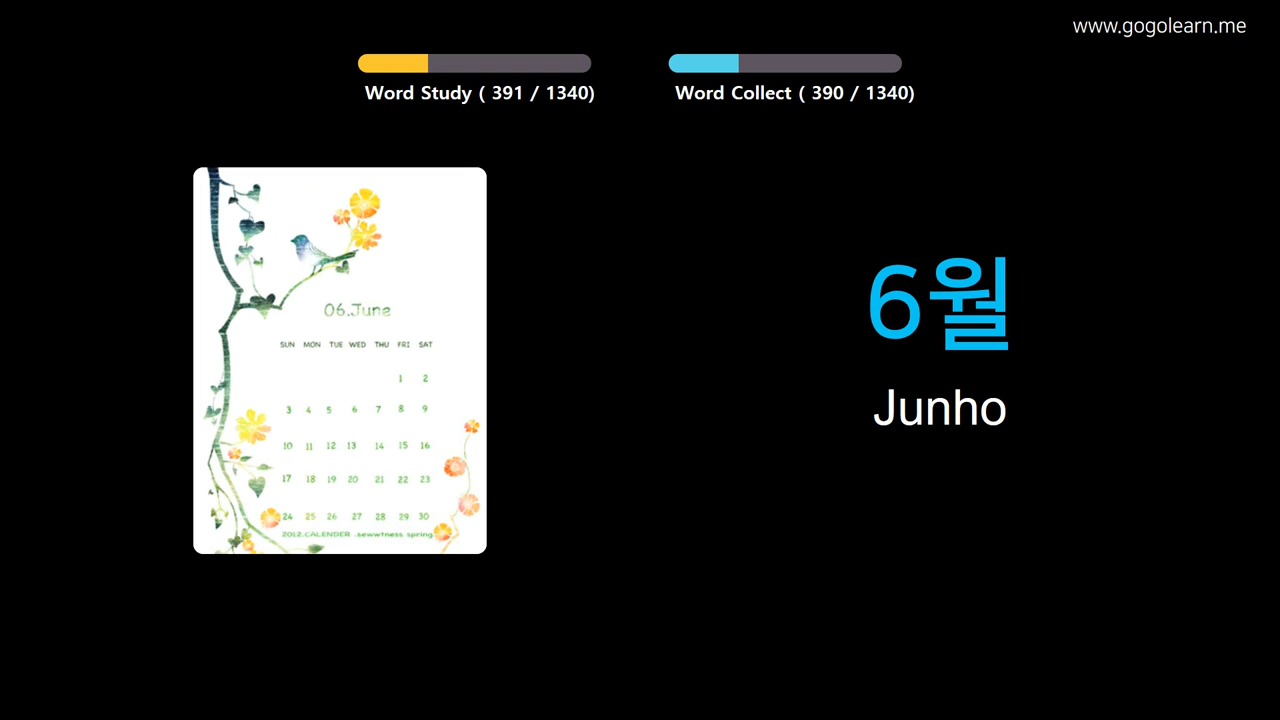 www.gogolearn.me
Word Study ( 391 / 1340)
Word Collect ( 390 / 1340)
06.June
SUN MON TUE WED THU FRI SAT
1 2
3 4 5 6 7 8 9
10 11 12 13 14 15 16
17 18 19 20 21 22 23
24 25 26 27 28 29 30
2012.CALENDER .sewwtness spring
6월
Junho